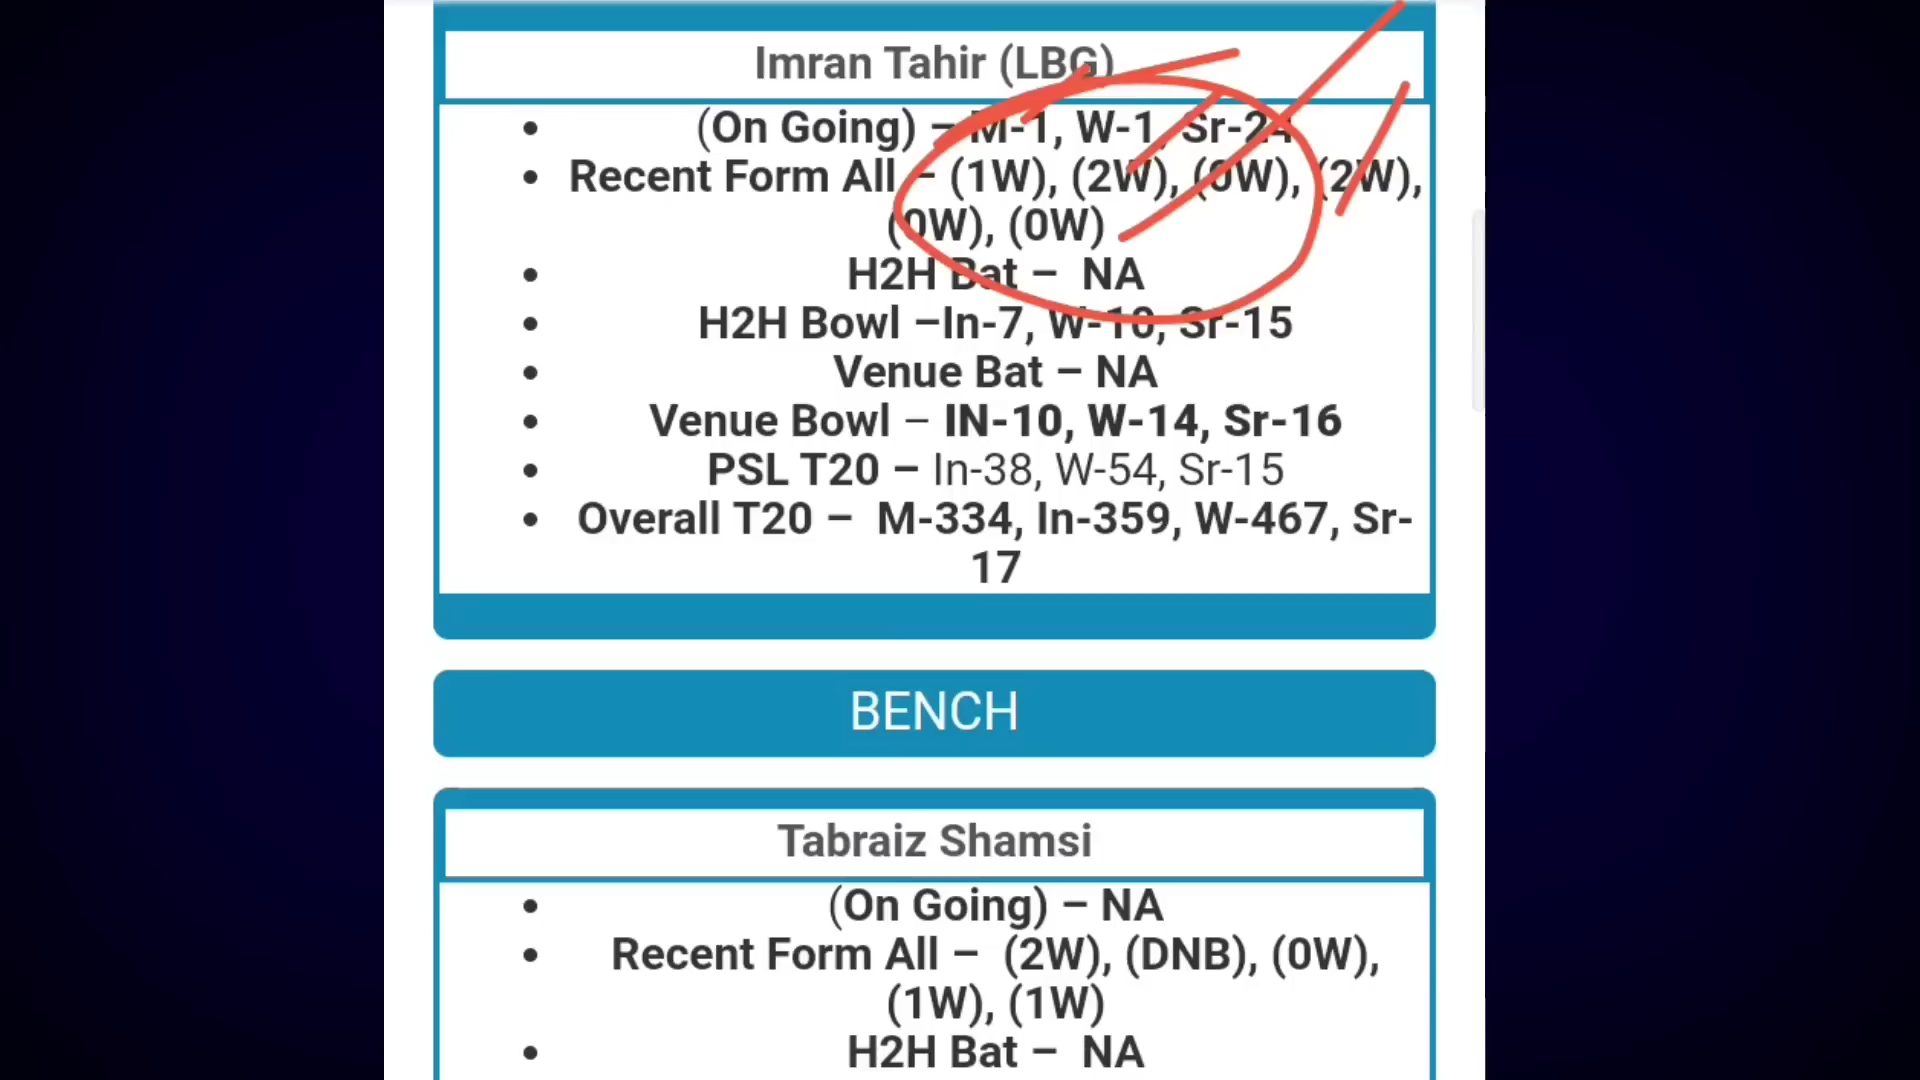 Imran Tahir (LBG)
(On Going) – M-1, W-1, Sr-24
Recent Form All – (1W), (2W), (0W), (2W),
(0W), (0W)
H2H Bat – NA
H2H Bowl –In-7, W-10, Sr-15
Venue Bat – NA
Venue Bowl – IN-10, W-14, Sr-16
PSL T20 – In-38, W-54, Sr-15
Overall T20 – M-334, In-359, W-467, Sr-
17
BENCH
Tabraiz Shamsi
(On Going) – NA
Recent Form All – (2W), (DNB), (0W),
(1W), (1W)
H2H Bat – NA